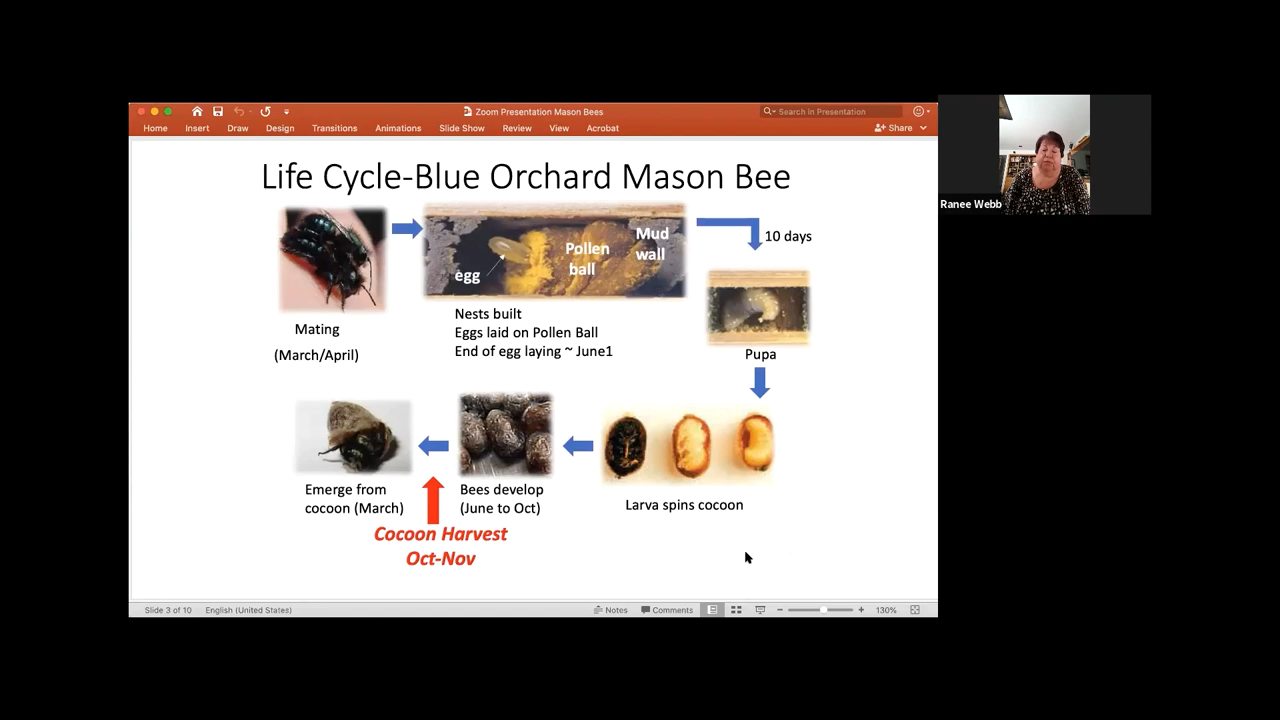 Zoom Presentation Mason Bees
Search in Presentation
Home Insert Draw Design Transitions Animations Slide Show Review View Acrobat
Share
Life Cycle-Blue Orchard Mason Bee
egg
Pollen
ball
Mud
wall
10 days
Mating
(March/April)
Nests built
Eggs laid on Pollen Ball
End of egg laying ~ June1
Pupa
Emerge from
cocoon (March)
Bees develop
(June to Oct)
Larva spins cocoon
Cocoon Harvest
Oct-Nov
Slide 3 of 10 English (United States)
Notes Comments 130%
Ranee Webb